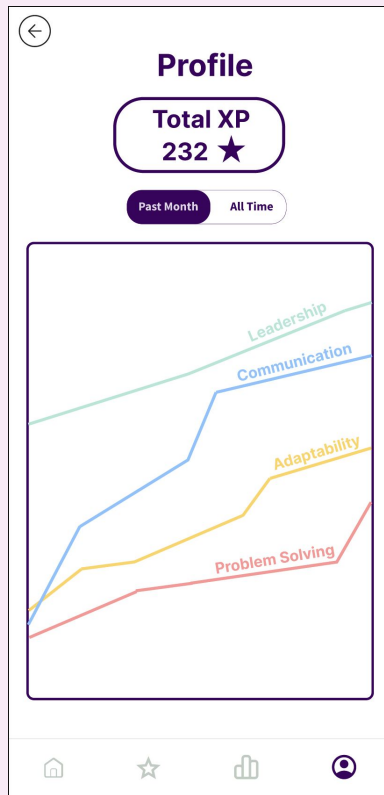 Profile
Total XP
232 ★
Past Month
All Time
Leadership
Communication
Adaptability
Problem Solving